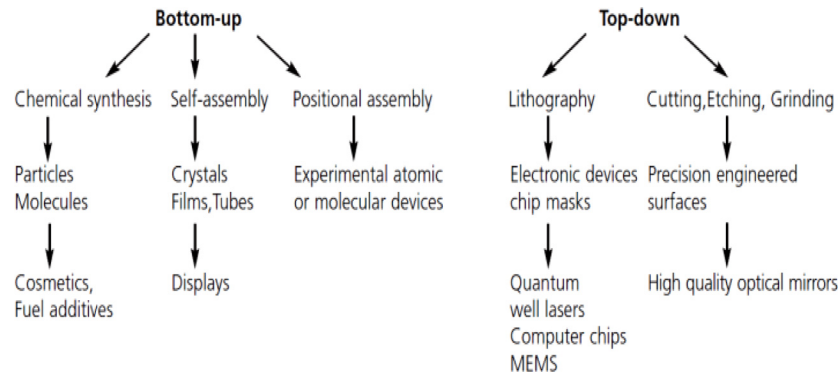 Bottom-up
Top-down
Chemical synthesis
Self-assembly
Positional assembly
Lithography
Cutting,Etching, Grinding
Particles
Molecules
Crystals
Films,Tubes
Experimental atomic
or molecular devices
Electronic devices
chip masks
Precision engineered
surfaces
Cosmetics,
Fuel additives
Displays
Quantum
well lasers
Computer chips
MEMS
High quality optical mirrors